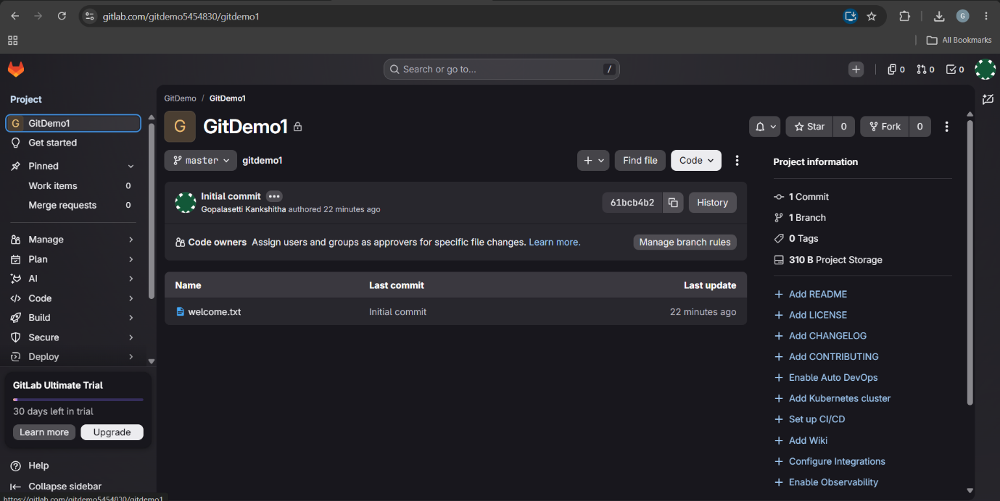 gitlab.com/gitdemo5454830/gitdemo1
G
All Bookmarks
Search or go to...
/
0
0
0
Project
G GitDemo1
Get started
Pinned
Work items 0
Merge requests 0
Manage
Plan
AI
Code
Build
Secure
Deploy
GitLab Ultimate Trial
30 days left in trial
Learn more
Upgrade
Help
Collapse sidebar
https://gitlab.com/gitdemo5454830/gitdemo1
GitDemo / GitDemo1
G GitDemo1
Star 0
Fork 0
master
gitdemo1
Find file
Code
Initial commit
Gopalasetti Kankshitha authored 22 minutes ago
61bcb4b2
History
Code owners Assign users and groups as approvers for specific file changes. Learn more.
Manage branch rules
Name Last commit Last update
welcome.txt Initial commit 22 minutes ago
Project information
1 Commit
1 Branch
0 Tags
310 B Project Storage
+ Add README
+ Add LICENSE
+ Add CHANGELOG
+ Add CONTRIBUTING
+ Enable Auto DevOps
+ Add Kubernetes cluster
+ Set up CI/CD
+ Add Wiki
+ Configure Integrations
+ Enable Observability